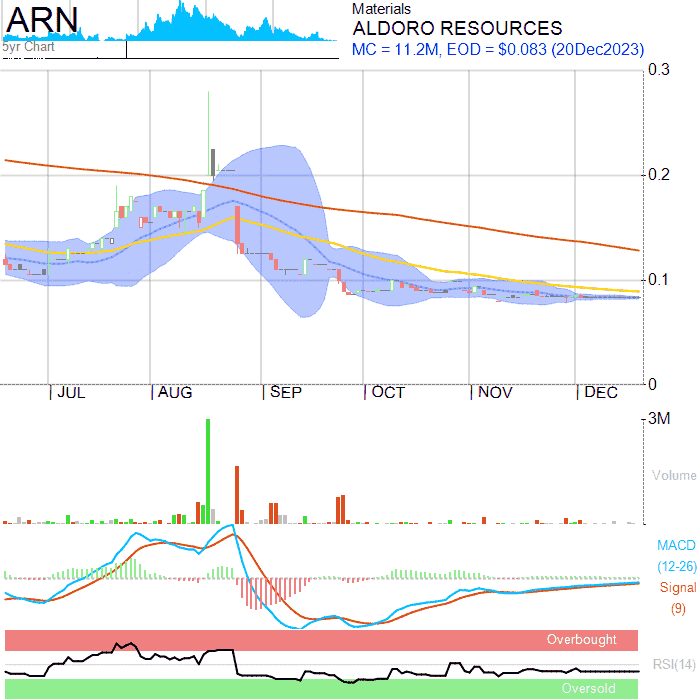 ARN
5yr Chart
Materials
ALDORO RESOURCES
MC = 11.2M, EOD = $0.083 (20Dec2023)
0.3
0.2
0.1
0
JUL AUG SEP OCT NOV DEC
3M
Volume
MACD
(12-26)
Signal
(9)
Overbought
RSI(14)
Oversold